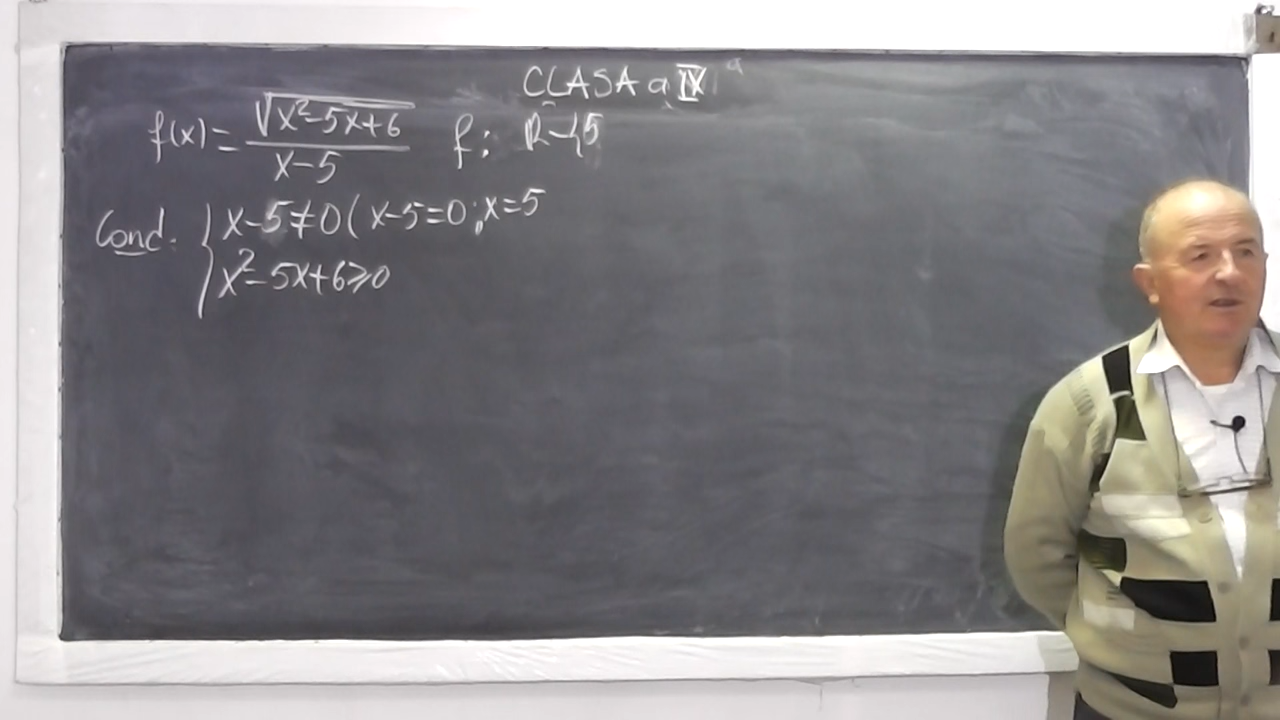 CLASA a IX a
f(x) = √(x²-5x+6) / (x-5) f: R-{5
Cond: { x-5≠0 ( x-5=0; x=5
x²-5x+6⩾0